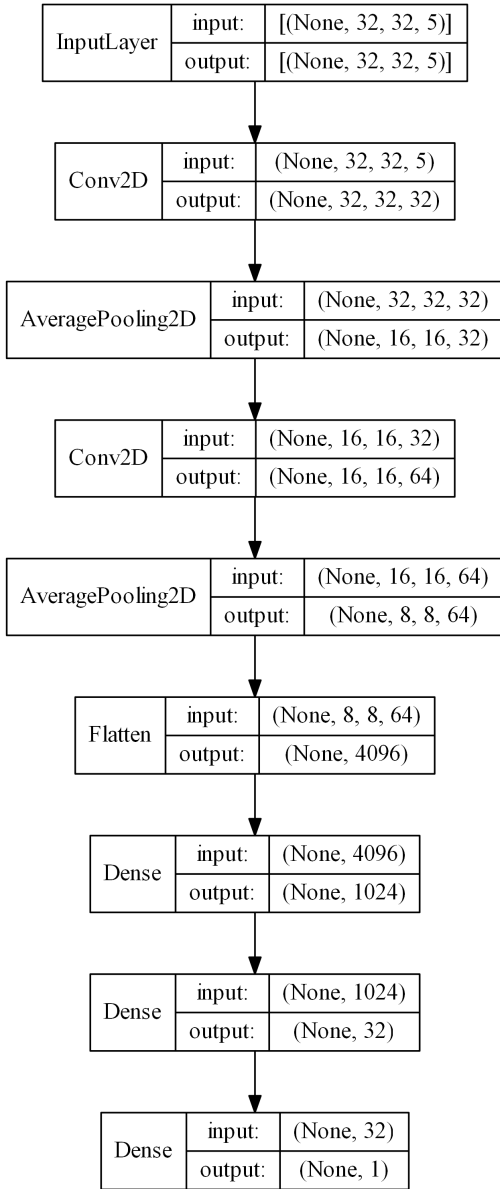 InputLayer input: [(None, 32, 32, 5)]
output: [(None, 32, 32, 5)]
Conv2D input: (None, 32, 32, 5)
output: (None, 32, 32, 32)
AveragePooling2D input: (None, 32, 32, 32)
output: (None, 16, 16, 32)
Conv2D input: (None, 16, 16, 32)
output: (None, 16, 16, 64)
AveragePooling2D input: (None, 16, 16, 64)
output: (None, 8, 8, 64)
Flatten input: (None, 8, 8, 64)
output: (None, 4096)
Dense input: (None, 4096)
output: (None, 1024)
Dense input: (None, 1024)
output: (None, 32)
Dense input: (None, 32)
output: (None, 1)